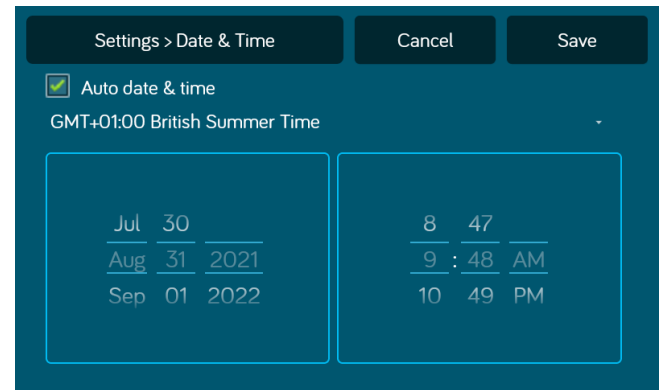 Settings > Date & Time Cancel Save
Auto date & time
GMT+01:00 British Summer Time
Jul 30 8 47
Aug 31 2021 9 : 48 AM
Sep 01 2022 10 49 PM